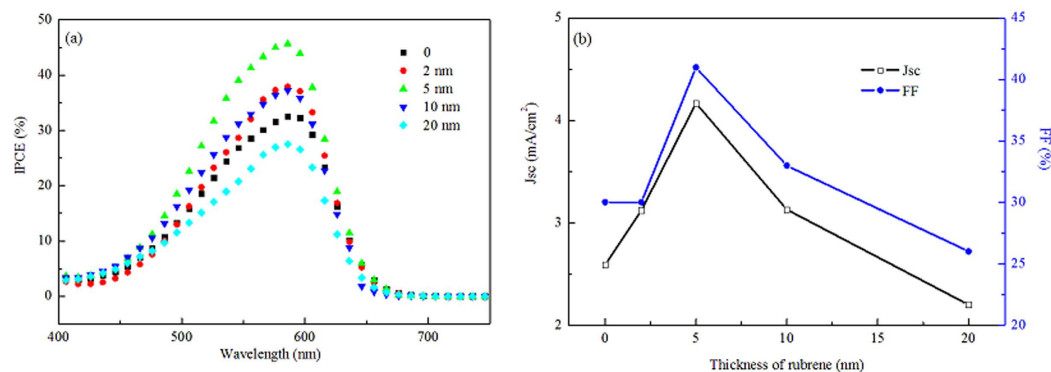 (a)
50
40
30
20
10
0
IPCE (%)
400
500
600
700
Wavelength (nm)
0
2 nm
5 nm
10 nm
20 nm
(b)
5
4
3
2
Jsc (mA/cm²)
0
5
10
15
20
Thickness of rubrene (nm)
Jsc
FF
45
40
35
30
25
20
FF (%)